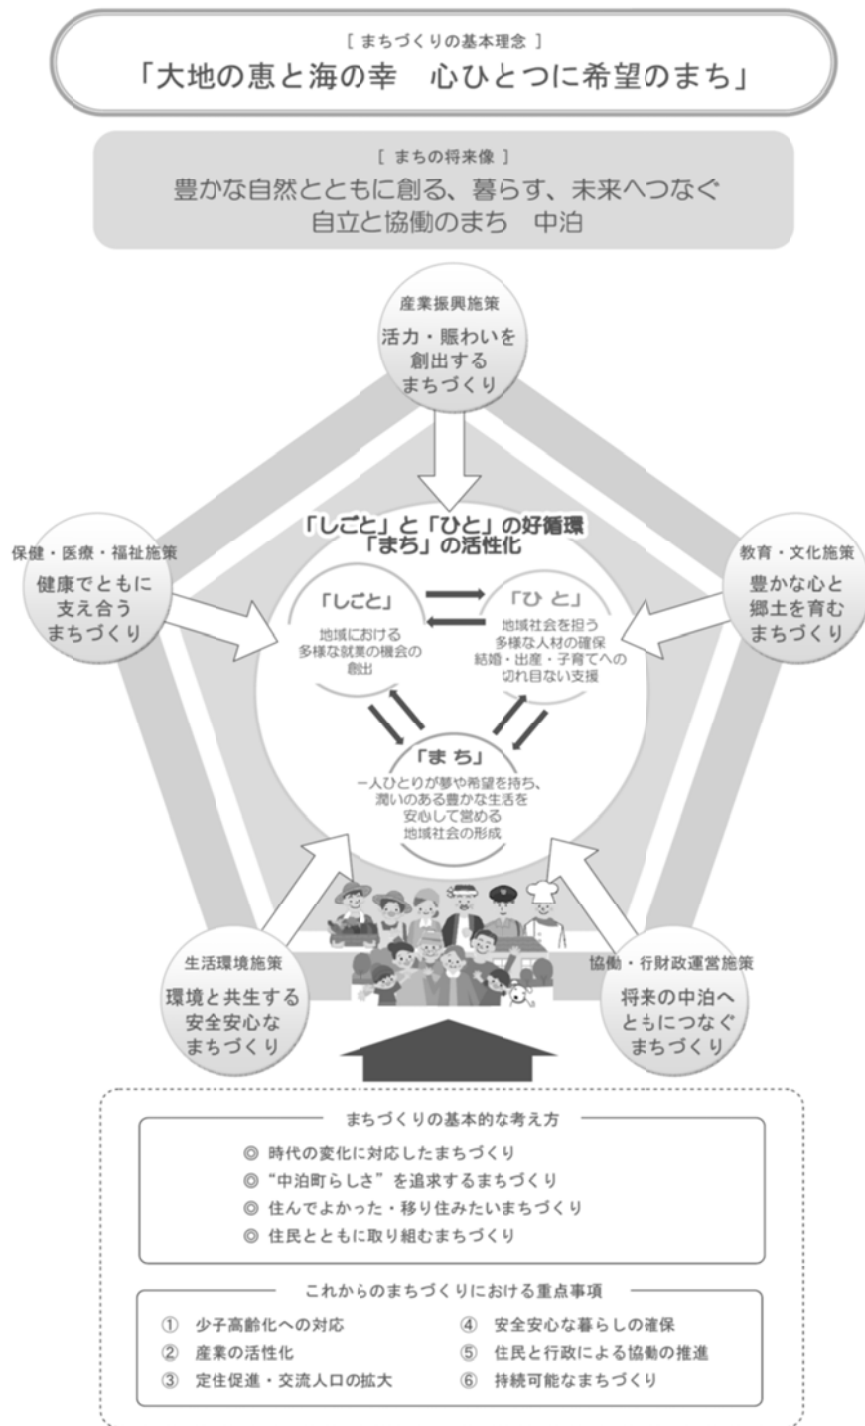 ［ まちづくりの基本理念 ］
「大地の恵と海の幸　心ひとつに希望のまち」
［ まちの将来像 ］
豊かな自然とともに創る、暮らす、未来へつなぐ
自立と協働のまち　中泊
産業振興施策
活力・賑わいを
創出する
まちづくり
保健・医療・福祉施策
健康でともに
支え合う
まちづくり
教育・文化施策
豊かな心と
郷土を育む
まちづくり
「しごと」と「ひと」の好循環
「まち」の活性化
「しごと」
地域における
多様な就業の機会の
創出
「ひ と」
地域社会を担う
多様な人材の確保
結婚・出産・子育てへの
切れ目ない支援
「ま ち」
一人ひとりが夢や希望を持ち、
潤いのある豊かな生活を
安心して営める
地域社会の形成
生活環境施策
環境と共生する
安全安心な
まちづくり
協働・行財政運営施策
将来の中泊へ
ともにつなぐ
まちづくり
まちづくりの基本的な考え方
◎ 時代の変化に対応したまちづくり
◎ “中泊町らしさ”を追求するまちづくり
◎ 住んでよかった・移り住みたいまちづくり
◎ 住民とともに取り組むまちづくり
これからのまちづくりにおける重点事項
① 少子高齢化への対応
② 産業の活性化
③ 定住促進・交流人口の拡大
④ 安全安心な暮らしの確保
⑤ 住民と行政による協働の推進
⑥ 持続可能なまちづくり